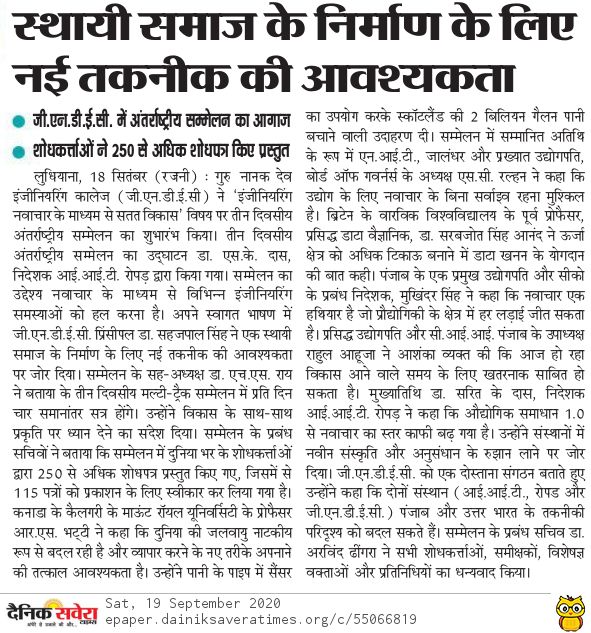 स्थायी समाज के निर्माण के लिए
नई तकनीक की आवश्यकता
जी.एन.डी.ई.सी. में अंतर्राष्ट्रीय सम्मेलन का आगाज
शोधकर्त्ताओं ने 250 से अधिक शोधपत्र किए प्रस्तुत
लुधियाना, 18 सितंबर (रजनी) : गुरु नानक देव
इंजीनियरिंग कालेज (जी.एन.डी.ई.सी) ने 'इंजीनियरिंग
नवाचार के माध्यम से सतत विकास' विषय पर तीन दिवसीय
अंतर्राष्ट्रीय सम्मेलन का शुभारंभ किया। तीन दिवसीय
अंतर्राष्ट्रीय सम्मेलन का उद्घाटन डा. एस.के. दास,
निदेशक आई.आई.टी. रोपड़ द्वारा किया गया। सम्मेलन का
उद्देश्य नवाचार के माध्यम से विभिन्न इंजीनियरिंग
समस्याओं को हल करना है। अपने स्वागत भाषण में
जी.एन.डी.ई.सी. प्रिंसीपल डा. सहजपाल सिंह ने एक स्थायी
समाज के निर्माण के लिए नई तकनीक की आवश्यकता
पर जोर दिया। सम्मेलन के सह-अध्यक्ष डा. एच.एस. राय
ने बताया के तीन दिवसीय मल्टी-ट्रैक सम्मेलन में प्रति दिन
चार समानांतर सत्र होंगे। उन्होंने विकास के साथ-साथ
प्रकृति पर ध्यान देने का संदेश दिया। सम्मेलन के प्रबंध
सचिवों ने बताया कि सम्मेलन में दुनिया भर के शोधकर्त्ताओं
द्वारा 250 से अधिक शोधपत्र प्रस्तुत किए गए, जिसमें से
115 पत्रों को प्रकाशन के लिए स्वीकार कर लिया गया है।
कनाडा के कैलगरी के माऊंट रॉयल यूनिवर्सिटी के प्रोफेसर
आर.एस. भट्टी ने कहा कि दुनिया की जलवायु नाटकीय
रूप से बदल रही है और व्यापार करने के नए तरीके अपनाने
की तत्काल आवश्यकता है। उन्होंने पानी के पाइप में सैंसर
का उपयोग करके स्कॉटलैंड की 2 बिलियन गैलन पानी
बचाने वाली उदाहरण दी। सम्मेलन में सम्मानित अतिथि
के रूप में एन.आई.टी., जालंधर और प्रख्यात उद्योगपति,
बोर्ड ऑफ गवर्नर्स के अध्यक्ष एस.सी. रल्हन ने कहा कि
उद्योग के लिए नवाचार के बिना सर्वाइव रहना मुश्किल
है। ब्रिटेन के वारविक विश्वविद्यालय के पूर्व प्रोफैसर,
प्रसिद्ध डाटा वैज्ञानिक, डा. सरबजोत सिंह आनंद ने ऊर्जा
क्षेत्र को अधिक टिकाऊ बनाने में डाटा खनन के योगदान
की बात कही। पंजाब के एक प्रमुख उद्योगपति और सीको
के प्रबंध निदेशक, मुखिंदर सिंह ने कहा कि नवाचार एक
हथियार है जो प्रौद्योगिकी के क्षेत्र में हर लड़ाई जीत सकता
है। प्रसिद्ध उद्योगपति और सी.आई.आई. पंजाब के उपाध्यक्ष
राहुल आहूजा ने आशंका व्यक्त की कि आज हो रहा
विकास आने वाले समय के लिए खतरनाक साबित हो
सकता है। मुख्यातिथि डा. सरित के दास, निदेशक
आई.आई.टी. रोपड़ ने कहा कि औद्योगिक समाधान 1.0
से नवाचार का स्तर काफी बढ़ गया है। उन्होंने संस्थानों में
नवीन संस्कृति और अनुसंधान के रुझान लाने पर जोर
दिया। जी.एन.डी.ई.सी. को एक दोस्ताना संगठन बताते हुए
उन्होंने कहा कि दोनों संस्थान (आई.आई.टी., रोपड और
जी.एन.डी.ई.सी.) पंजाब और उत्तर भारत के तकनीकी
परिदृश्य को बदल सकते हैं। सम्मेलन के प्रबंध सचिव डा.
अरविंद ढींगरा ने सभी शोधकर्त्ताओं, समीक्षकों, विशेषज्ञ
वक्ताओं और प्रतिनिधियों का धन्यवाद किया।
दैनिक सवेरा
टाइम्स
Sat, 19 September 2020
epaper.dainiksaveratimes.org/c/55066819